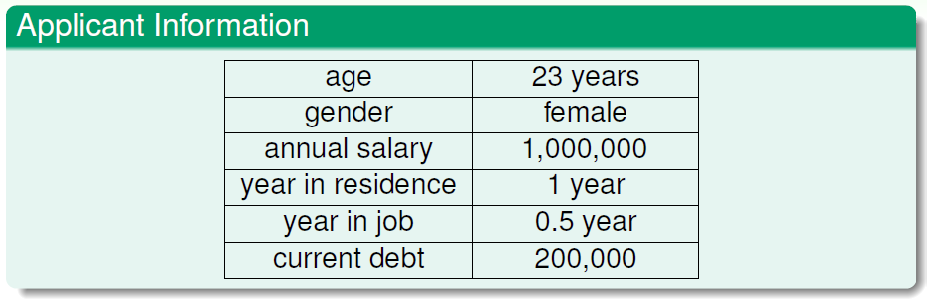 Applicant Information
age 23 years
gender female
annual salary 1,000,000
year in residence 1 year
year in job 0.5 year
current debt 200,000